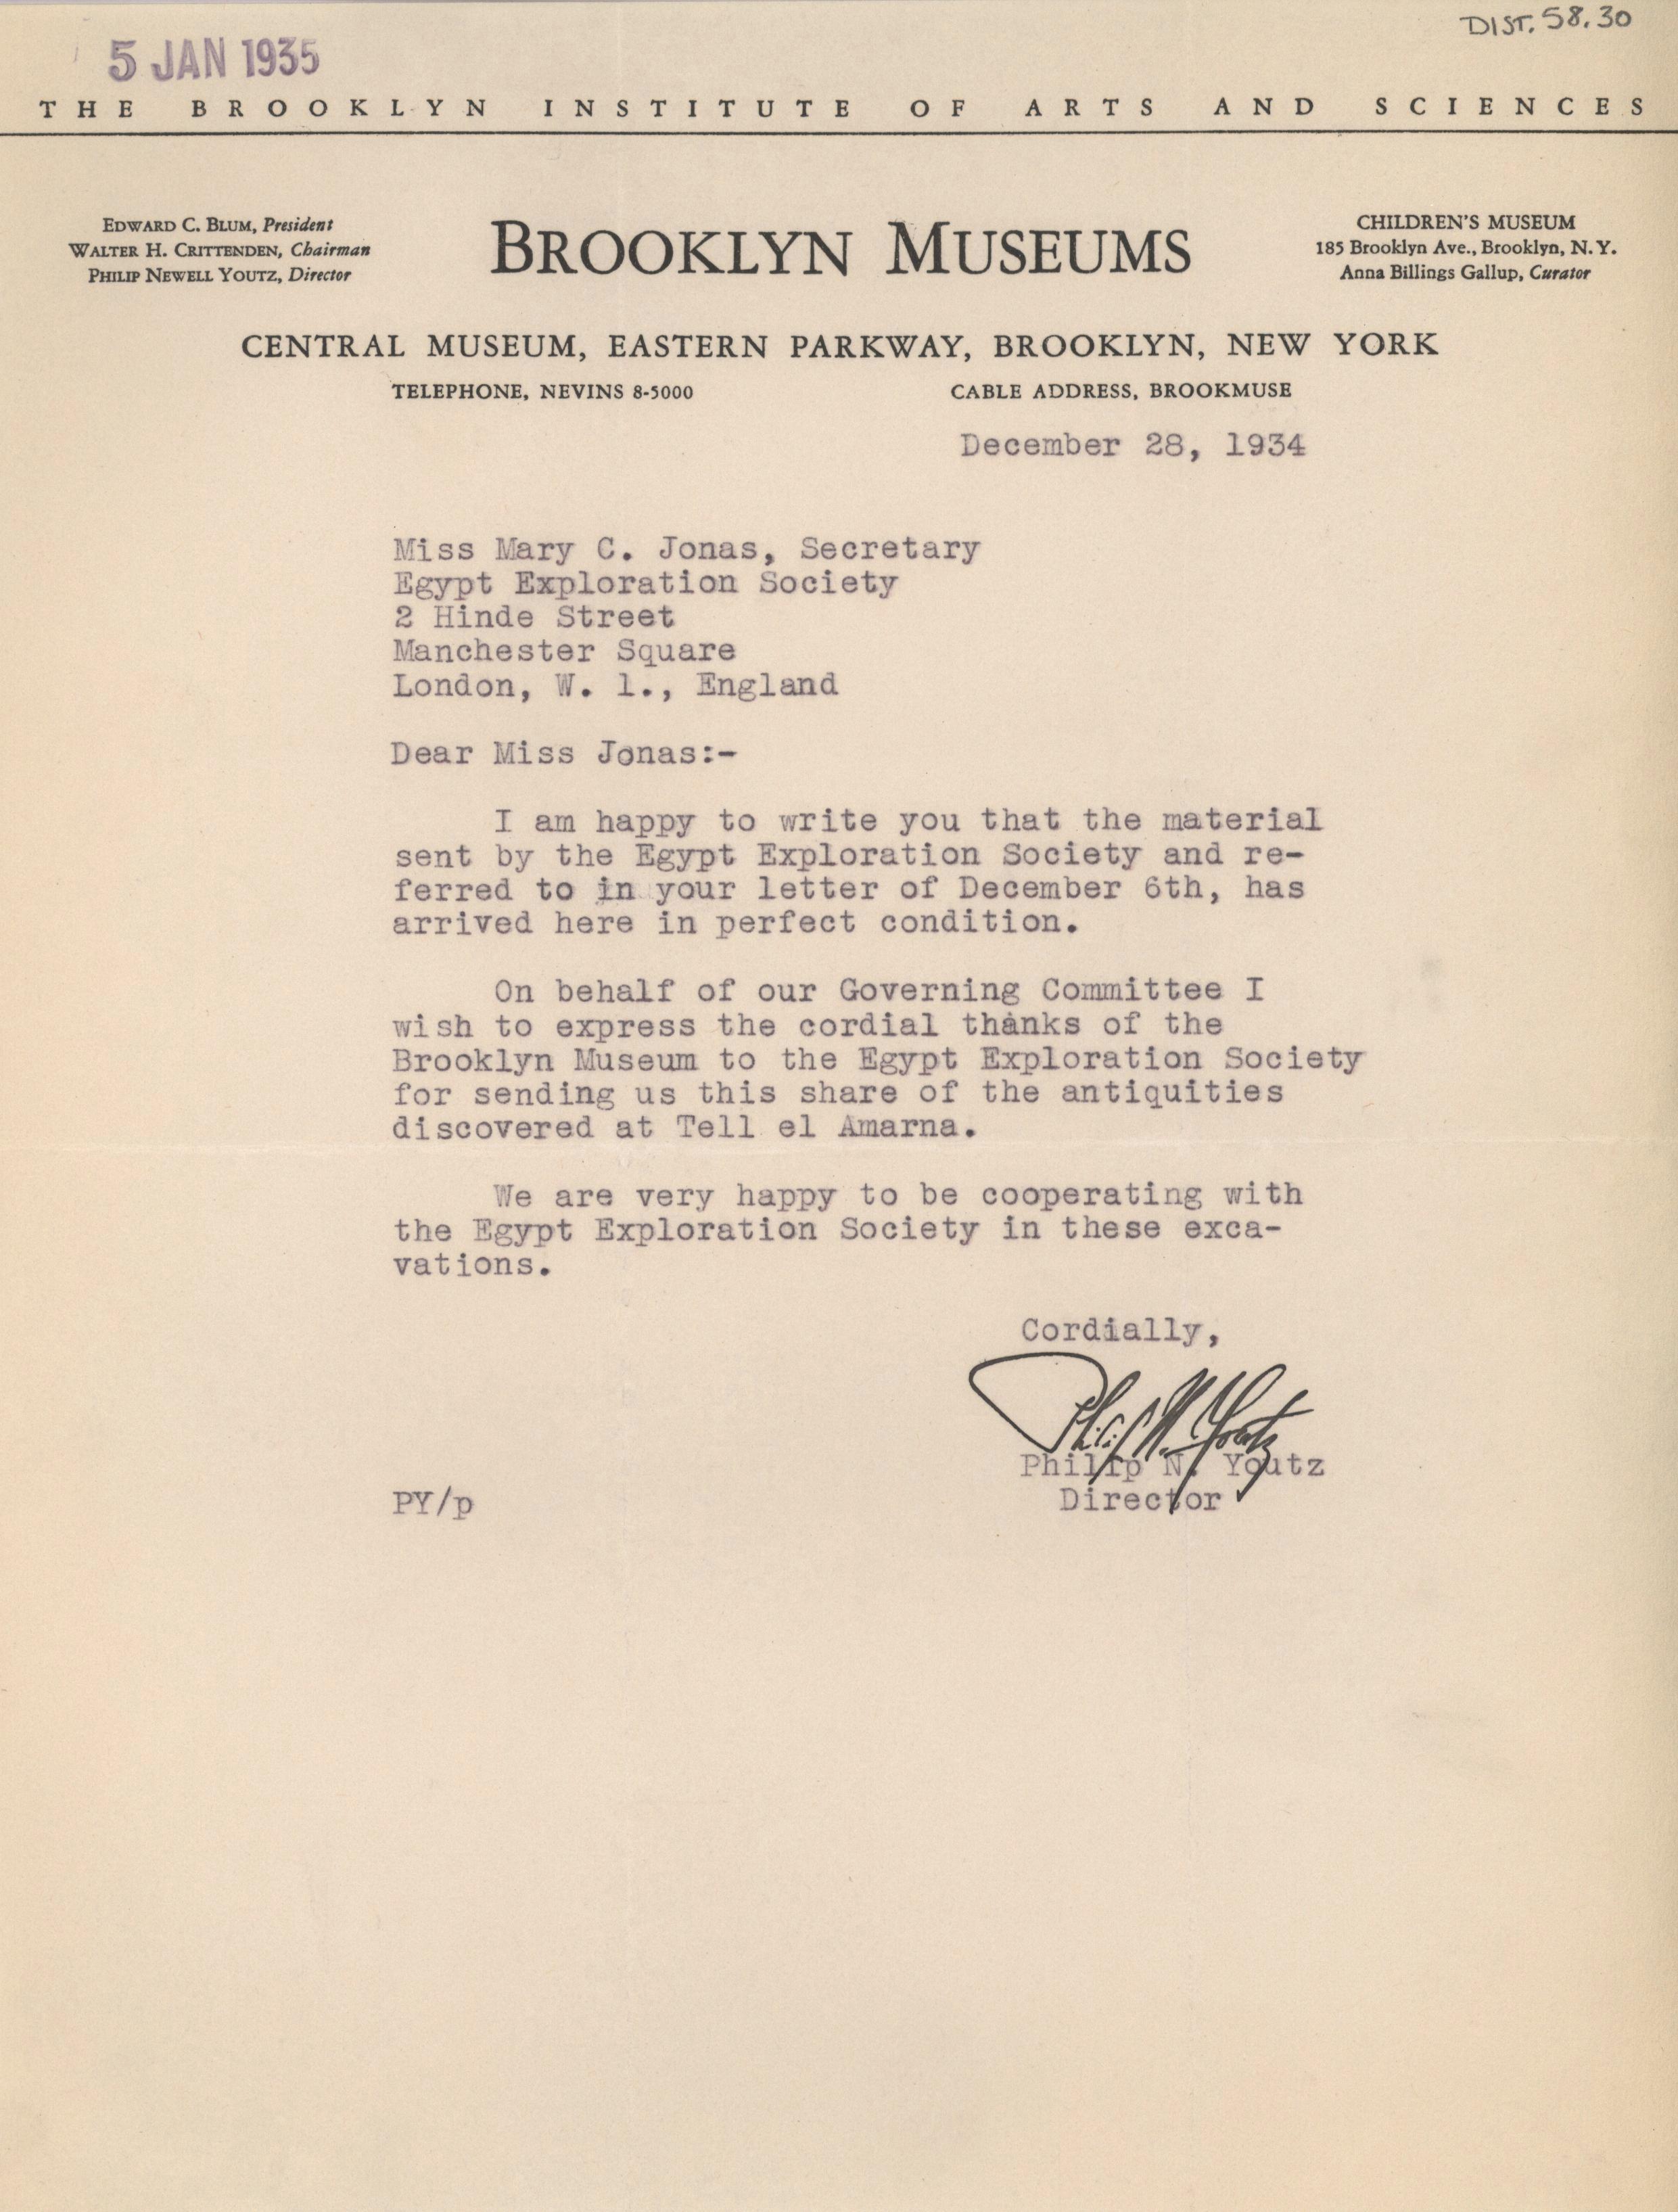 DIST. 58.30
5 JAN 1935
THE BROOKLYN INSTITUTE OF ARTS AND SCIENCES
EDWARD C. BLUM, President
WALTER H. CRITTENDEN, Chairman
PHILIP NEWELL YOUTZ, Director
BROOKLYN MUSEUMS
CHILDREN'S MUSEUM
185 Brooklyn Ave., Brooklyn, N. Y.
Anna Billings Gallup, Curator
CENTRAL MUSEUM, EASTERN PARKWAY, BROOKLYN, NEW YORK
TELEPHONE, NEVINS 8-5000 CABLE ADDRESS, BROOKMUSE
December 28, 1934
Miss Mary C. Jonas, Secretary
Egypt Exploration Society
2 Hinde Street
Manchester Square
London, W. 1., England
Dear Miss Jonas:-
I am happy to write you that the material
sent by the Egypt Exploration Society and re-
ferred to in your letter of December 6th, has
arrived here in perfect condition.
On behalf of our Governing Committee I
wish to express the cordial thanks of the
Brooklyn Museum to the Egypt Exploration Society
for sending us this share of the antiquities
discovered at Tell el Amarna.
We are very happy to be cooperating with
the Egypt Exploration Society in these exca-
vations.
Cordially,
Philip N. Youtz
Philip N. Youtz
Director
PY/p